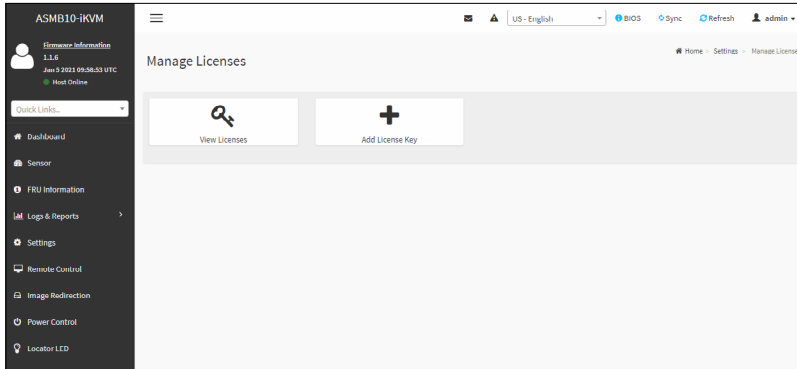 ASMB10-iKVM
Firmware Information
1.1.6
Jan 5 2021 09:58:53 UTC
Host Online
Quick Links...
Dashboard
Sensor
FRU Information
Logs & Reports
Settings
Remote Control
Image Redirection
Power Control
Locator LED
US - English
BIOS
Sync
Refresh
admin
Manage Licenses
Home > Settings > Manage License
View Licenses
Add License Key